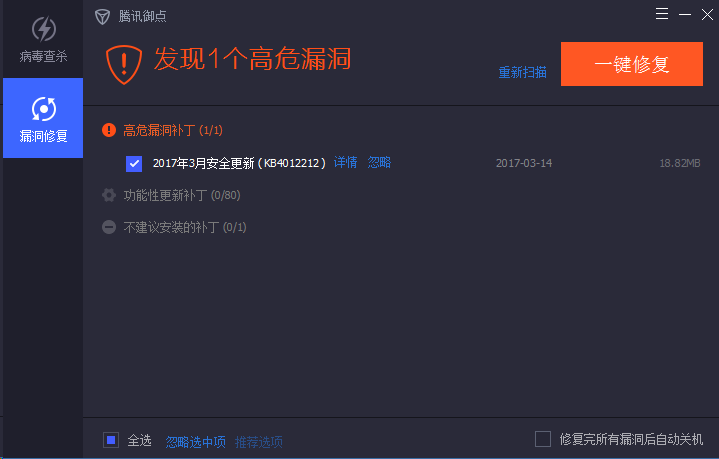 腾讯御点
病毒查杀
漏洞修复
发现1个高危漏洞
重新扫描
一键修复
高危漏洞补丁 (1/1)
2017年3月安全更新 ( KB4012212 ) 详情 忽略 2017-03-14 18.82MB
功能性更新补丁 (0/80)
不建议安装的补丁 (0/1)
全选 忽略选中项 推荐选项 修复完所有漏洞后自动关机